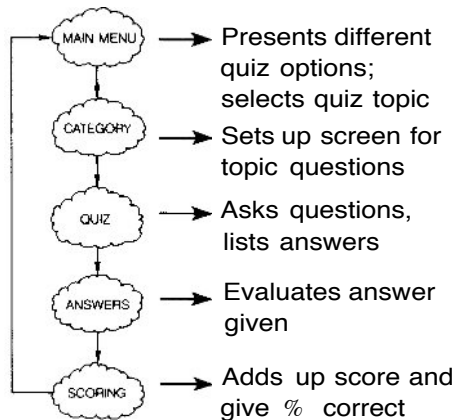 MAIN MENU
Presents different
quiz options;
selects quiz topic
CATEGORY
Sets up screen for
topic questions
QUIZ
Asks questions,
lists answers
ANSWERS
Evaluates answer
given
SCORING
Adds up score and
give % correct